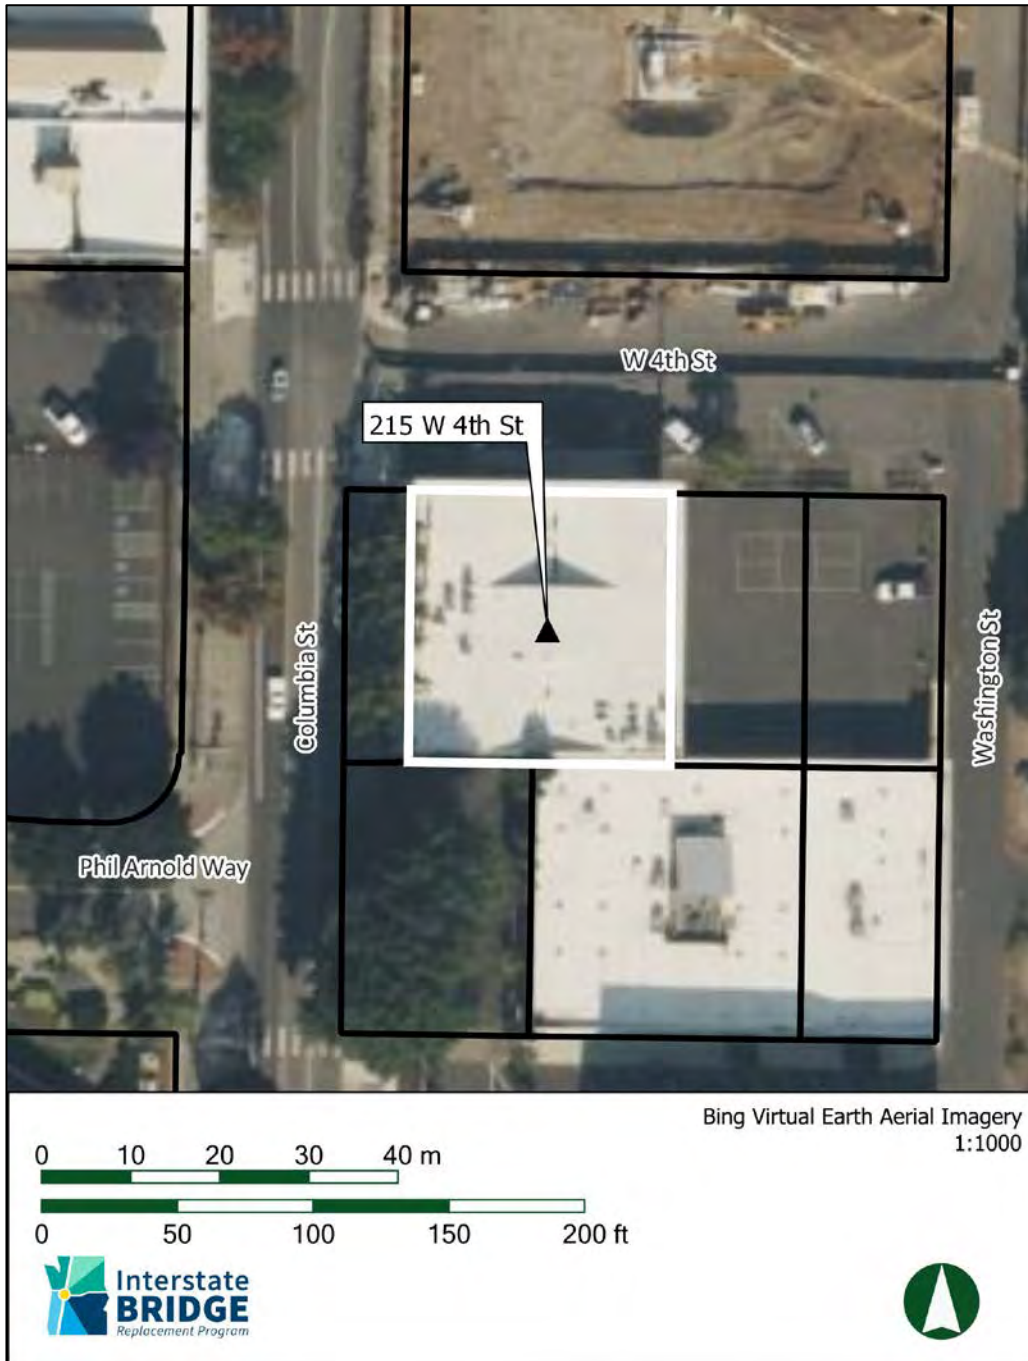 W 4th St
215 W 4th St
Columbia St
Washington St
Phil Arnold Way
Bing Virtual Earth Aerial Imagery
1:1000
0 10 20 30 40 m
0 50 100 150 200 ft
Interstate
BRIDGE
Replacement Program